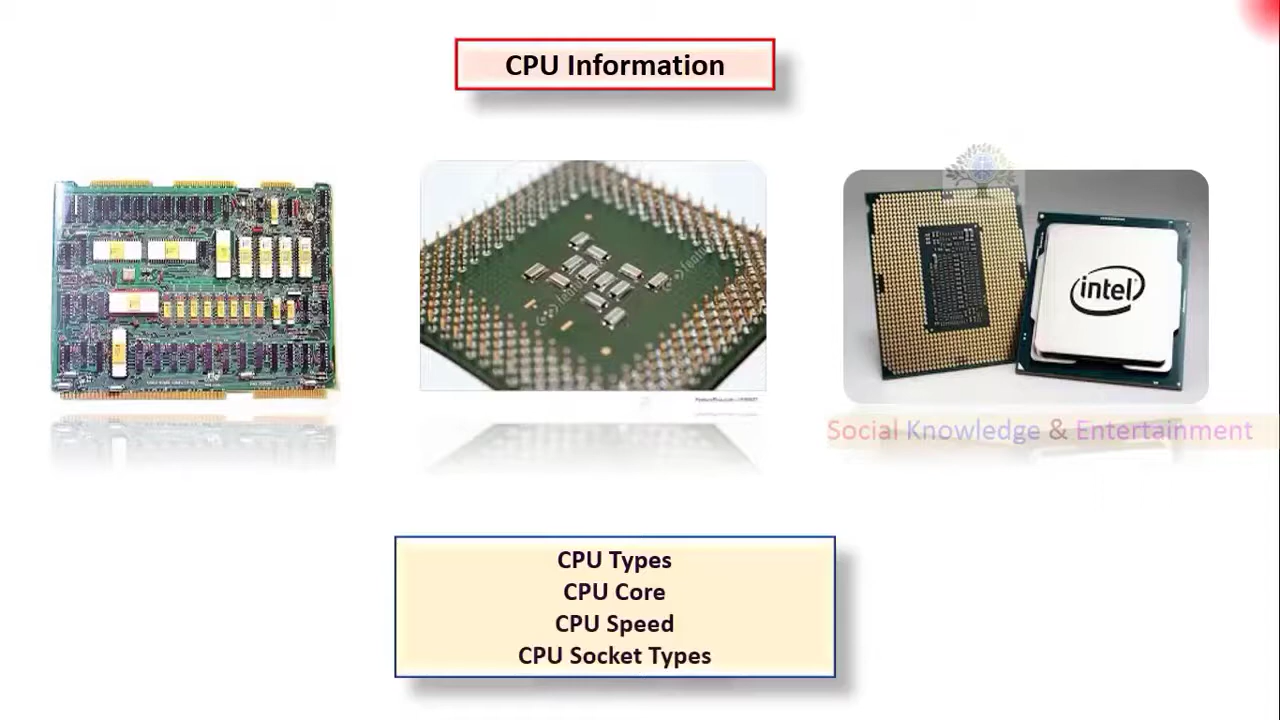 CPU Information
intel
Social Knowledge & Entertainment
CPU Types
CPU Core
CPU Speed
CPU Socket Types